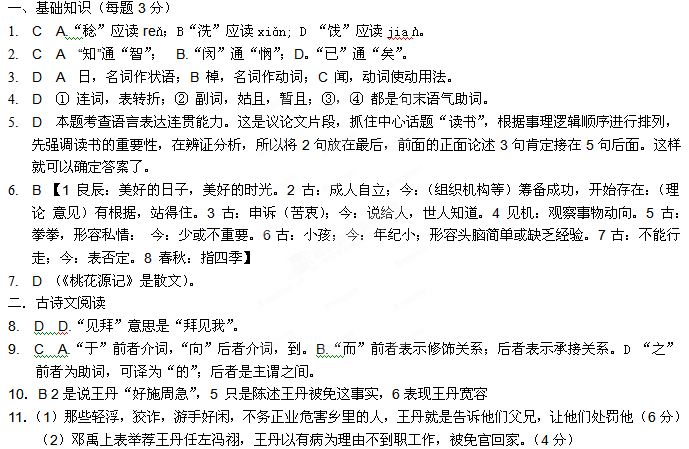 一、基础知识（每题 3 分）
1. C A.“稔”应读 reň；B“洗”应读 xiǎn; D “饯”应读 jia ǹ。
2. C A “知”通“智”； B.“闵”通“悯”；D。“已”通“矣”。
3. D A 日，名词作状语；B 棹，名词作动词；C 闻，动词使动用法。
4. D ① 连词，表转折；② 副词，姑且，暂且；③，④ 都是句末语气助词。
5. D 本题考查语言表达连贯能力。这是议论文片段，抓住中心话题“读书”，根据事理逻辑顺序进行排列，
先强调读书的重要性，在辨证分析，所以将 2 句放在最后，前面的正面论述 3 句肯定接在 5 句后面。这样
就可以确定答案了。
6. B 【1 良辰：美好的日子，美好的时光。2 古：成人自立；今：（组织机构等）筹备成功，开始存在：（理
论 意见）有根据，站得住。3 古：申诉（苦衷）；今：说给人，世人知道。4 见机：观察事物动向。5 古：
拳拳，形容私情： 今：少或不重要。6 古：小孩；今：年纪小；形容头脑简单或缺乏经验。7 古：不能行
走；今：表否定。8 春秋：指四季】
7. D （《桃花源记》是散文）。
二．古诗文阅读
8. D D.“见拜”意思是“拜见我”。
9. C A.“于”前者介词，“向”后者介词，到。B.“而”前者表示修饰关系；后者表示承接关系。D “之”
前者为助词，可译为“的”；后者是主谓之间。
10．B 2 是说王丹“好施周急”，5 只是陈述王丹被免这事实，6 表现王丹宽容
11．（1）那些轻浮，狡诈，游手好闲，不务正业危害乡里的人，王丹就是告诉他们父兄，让他们处罚他（6 分）
（2）邓禹上表举荐王丹任左冯翊，王丹以有病为理由不到职工作，被免官回家。（4 分）